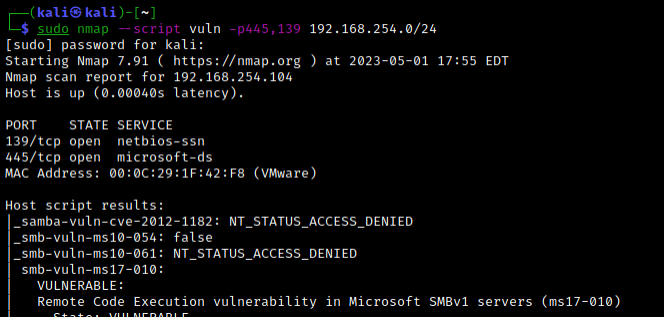 (kali㉿kali)-[~]
$ sudo nmap --script vuln -p445,139 192.168.254.0/24
[sudo] password for kali:
Starting Nmap 7.91 ( https://nmap.org ) at 2023-05-01 17:55 EDT
Nmap scan report for 192.168.254.104
Host is up (0.00040s latency).
PORT    STATE SERVICE
139/tcp open  netbios-ssn
445/tcp open  microsoft-ds
MAC Address: 00:0C:29:1F:42:F8 (VMware)
Host script results:
|_samba-vuln-cve-2012-1182: NT_STATUS_ACCESS_DENIED
|_smb-vuln-ms10-054: false
|_smb-vuln-ms10-061: NT_STATUS_ACCESS_DENIED
| smb-vuln-ms17-010:
|   VULNERABLE:
|   Remote Code Execution vulnerability in Microsoft SMBv1 servers (ms17-010)
|     State: VULNERABLE